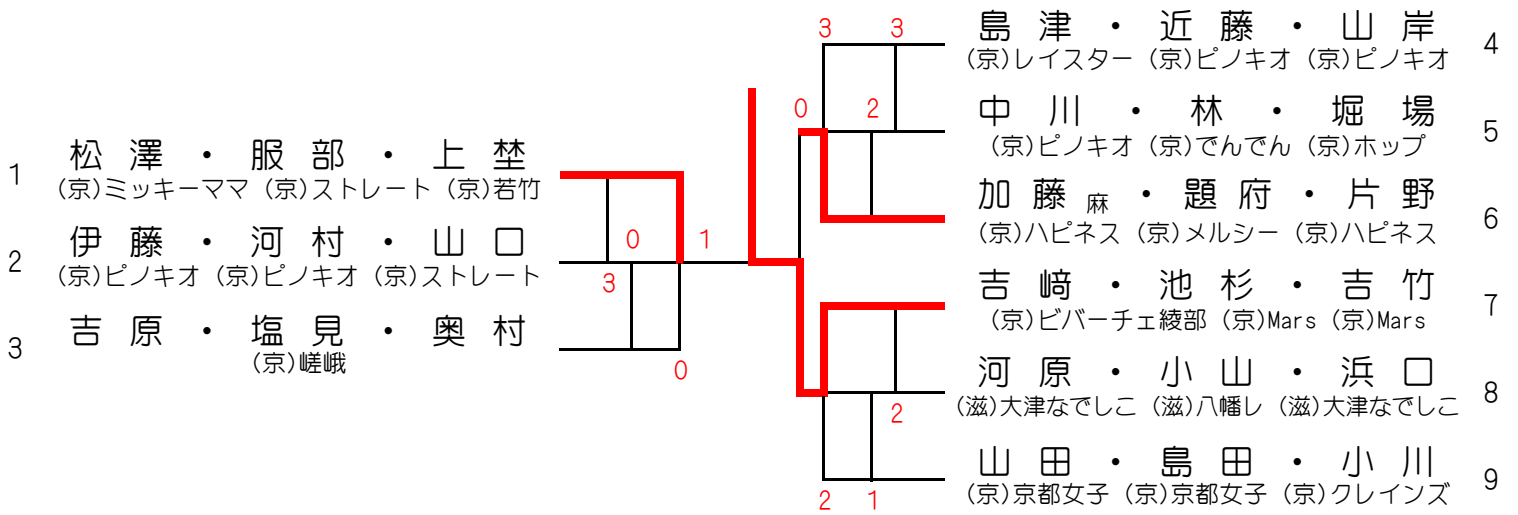 1 松澤・服部・上埜
(京)ミッキーママ (京)ストレート (京)若竹
2 伊藤・河村・山口
(京)ピノキオ (京)ピノキオ (京)ストレート
3 吉原・塩見・奥村
(京)嵯峨
0
3
0
1
3 3
0 2
2
2 1
島津・近藤・山岸 4
(京)レイスター (京)ピノキオ (京)ピノキオ
中川・林・堀場 5
(京)ピノキオ (京)でんでん (京)ホップ
加藤麻・題府・片野 6
(京)ハピネス (京)メルシー (京)ハピネス
吉﨑・池杉・吉竹 7
(京)ビバーチェ綾部 (京)Mars (京)Mars
河原・小山・浜口 8
(滋)大津なでしこ (滋)八幡レ (滋)大津なでしこ
山田・島田・小川 9
(京)京都女子 (京)京都女子 (京)クレインズ